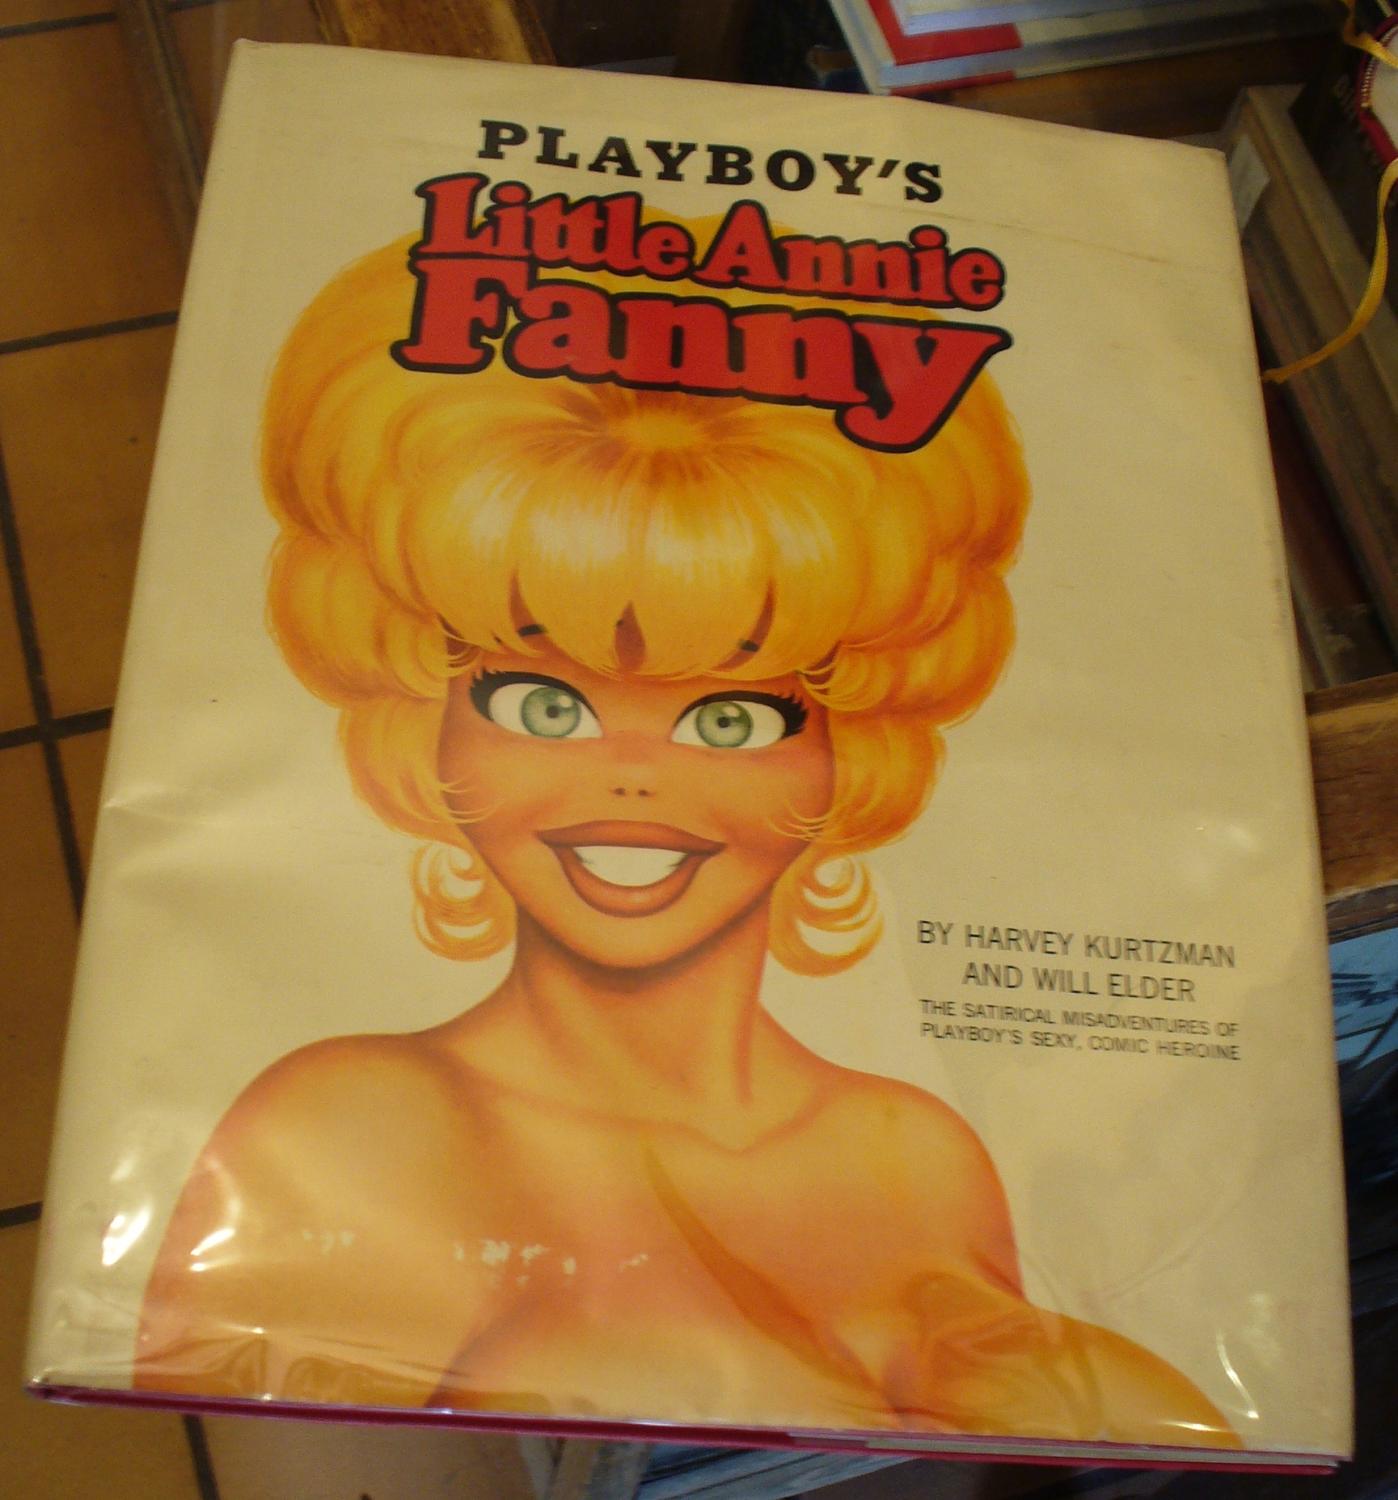 PLAYBOY'S
Little Annie
Fanny
BY HARVEY KURTZMAN
AND WILL ELDER
THE SATIRICAL MISADVENTURES OF
PLAYBOY'S SEXY, COMIC HEROINE